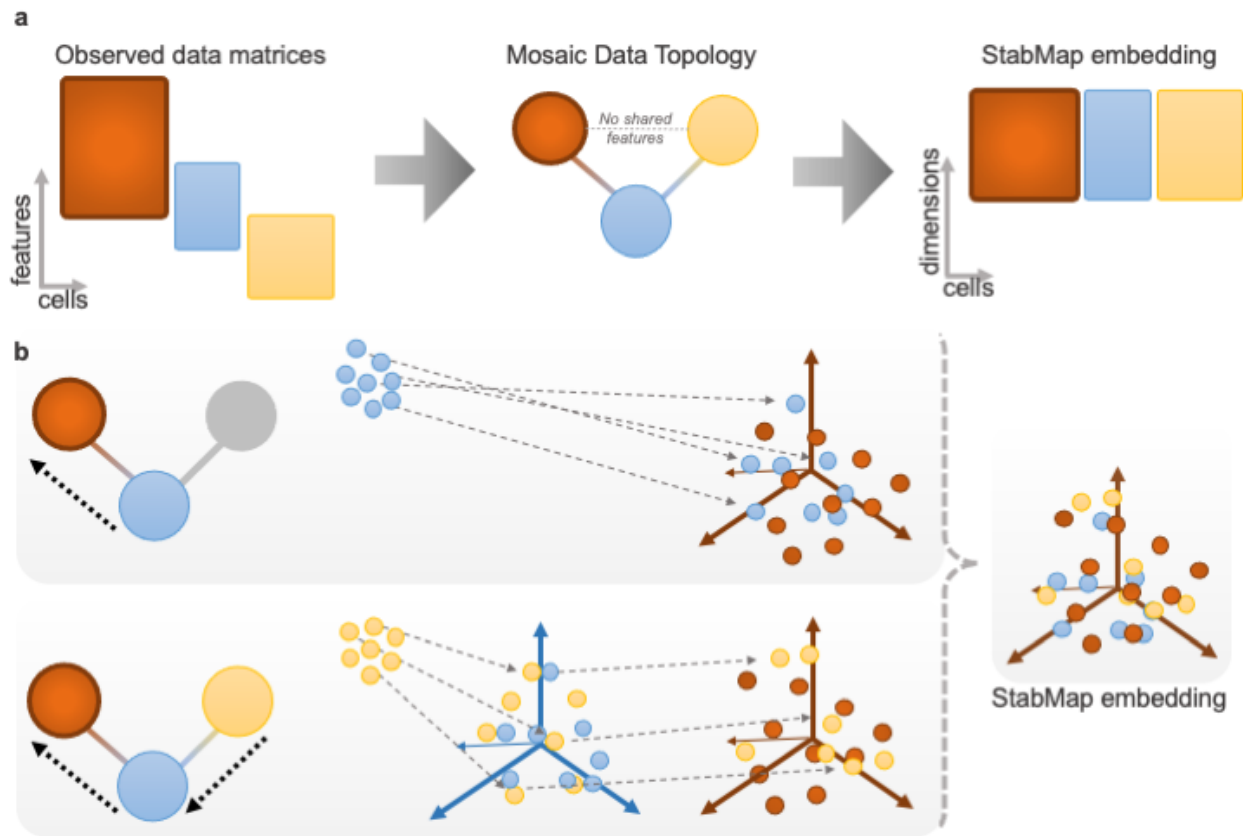 a
Observed data matrices
Mosaic Data Topology
StabMap embedding
No shared
features
features
cells
dimensions
cells
b
StabMap embedding